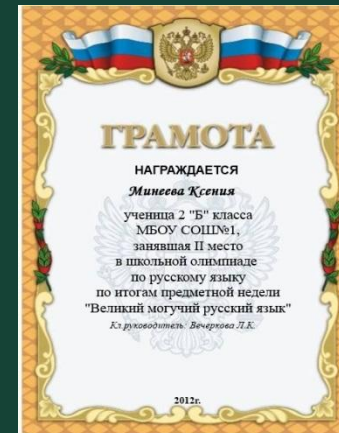 ГРАМОТА
НАГРАЖДАЕТСЯ
Минеева Ксения
ученица 2 "Б" класса
МБОУ СОШ№1,
занявшая II место
в школьной олимпиаде
по русскому языку
по итогам предметной недели
"Великий могучий русский язык"
Кл.руководитель: Вечеркова Л.К.
2012г.